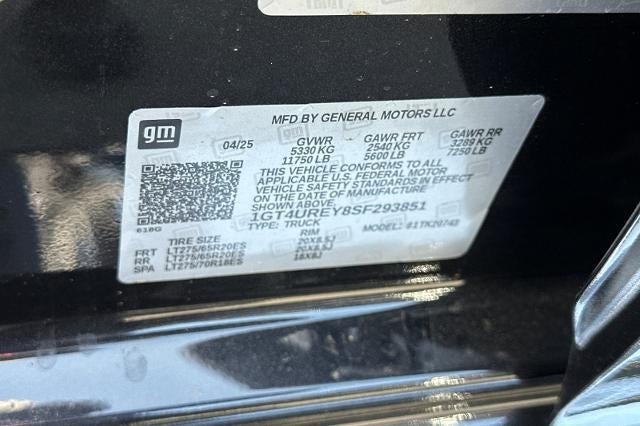 gm
MFD BY GENERAL MOTORS LLC
04/25 GVWR GAWR FRT GAWR RR
5330 KG 2540 KG 3289 KG
11750 LB 5600 LB 7250 LB
THIS VEHICLE CONFORMS TO ALL
APPLICABLE U.S. FEDERAL MOTOR
VEHICLE SAFETY STANDARDS IN EFFECT
ON THE DATE OF MANUFACTURE
SHOWN ABOVE.
1GT4UREY8SF293851
618G
TYPE: TRUCK MODEL: 01TK20743
TIRE SIZE RIM
FRT LT275/65R20ES 20X8.5J
RR LT275/65R20ES 20X8.5J
SPA LT275/70R18ES 18X8J